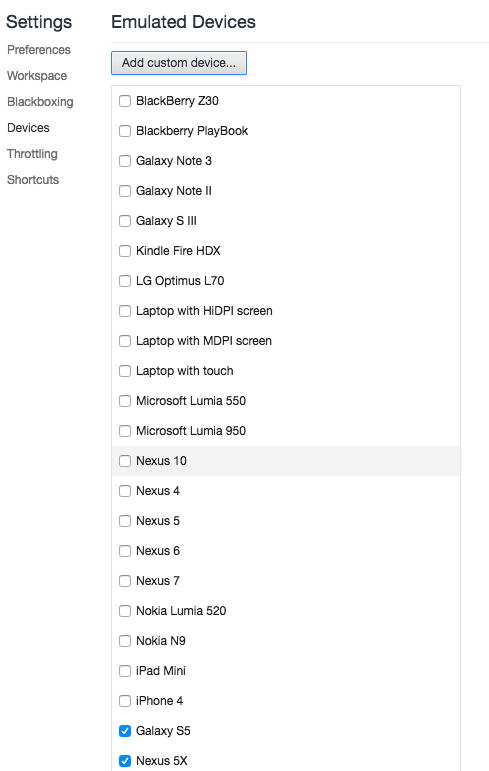 Settings
Preferences
Workspace
Blackboxing
Devices
Throttling
Shortcuts
Emulated Devices
Add custom device...
BlackBerry Z30
Blackberry PlayBook
Galaxy Note 3
Galaxy Note II
Galaxy S III
Kindle Fire HDX
LG Optimus L70
Laptop with HiDPI screen
Laptop with MDPI screen
Laptop with touch
Microsoft Lumia 550
Microsoft Lumia 950
Nexus 10
Nexus 4
Nexus 5
Nexus 6
Nexus 7
Nokia Lumia 520
Nokia N9
iPad Mini
iPhone 4
Galaxy S5
Nexus 5X